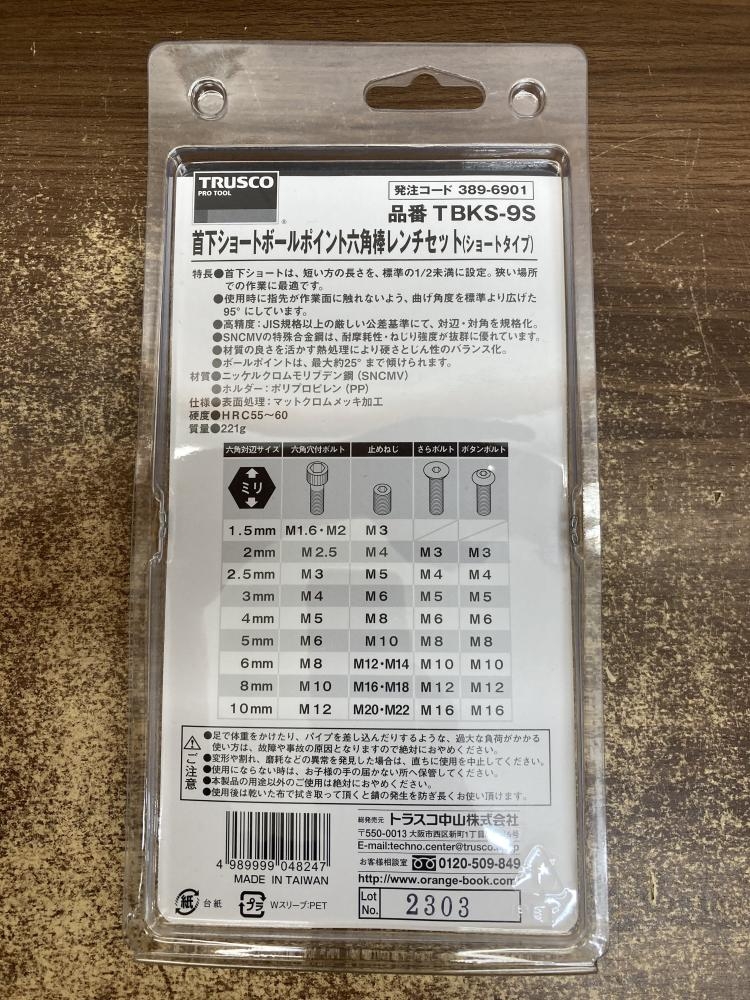 TRUSCO
PRO TOOL
®
発注コード 389-6901
品番 TBKS-9S
首下ショートボールポイント六角棒レンチセット(ショートタイプ)
特長●首下ショートは、短い方の長さを、標準の1/2未満に設定。狭い場所
での作業に最適です。
●使用時に指先が作業面に触れないよう、曲げ角度を標準より広げた
95°にしています。
●高精度:JIS規格以上の厳しい公差基準にて、対辺・対角を規格化。
●SNCMVの特殊合金鋼は、耐摩耗性・ねじり強度が抜群に優れています。
●材質の良さを活かす熱処理により硬さとじん性のバランス化。
●ボールポイントは、最大約25°まで傾けられます。
材質●ニッケルクロムモリブデン鋼(SNCMV)
●ホルダー:ポリプロピレン(PP)
仕様●表面処理:マットクロムメッキ加工
硬度●HRC55〜60
質量●221g
六角対辺サイズ 六角穴付ボルト 止めねじ さらボルト ボタンボルト
ミリ
1.5mm M1.6・M2 M3
2mm M2.5 M4 M3 M3
2.5mm M3 M5 M4 M4
3mm M4 M6 M5 M5
4mm M5 M8 M6 M6
5mm M6 M10 M8 M8
6mm M8 M12・M14 M10 M10
8mm M10 M16・M18 M12 M12
10mm M12 M20・M22 M16 M16
ご注意
●足で体重をかけたり、パイプを差し込んだりするような、過大な負荷がかかる
使い方は、故障や事故の原因となりますので絶対におやめください。
●変形や割れ、磨耗などの異常を発見した場合は、直ちに使用を中止してください。
●使用にならない時は、お子様の手の届かない所へ保管してください。
●本製品の用途以外のご使用は絶対におやめください。
●使用後は乾いた布で拭き取って頂くと錆の発生を防ぎ長くお使い頂けます。
4 989999 048247
MADE IN TAIWAN
総発売元 トラスコ中山株式会社
〒550-0013 大阪市西区新町1丁目
E-mail:techno.center@trusco.
お客様相談室 0120-509-849
http://www.orange-book.com
紙 台紙
プラ Wスリーブ:PET
Lot No. 2303